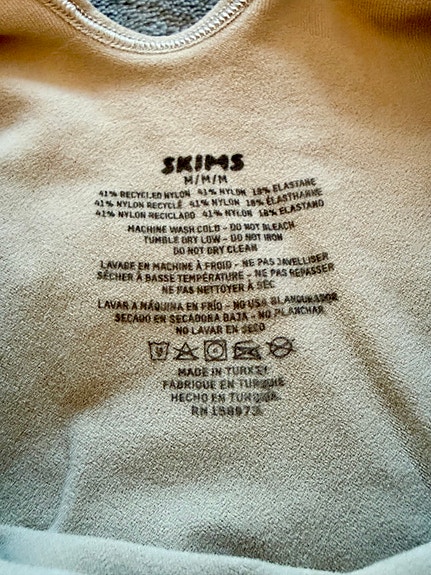 SKIMS
M/M/M
41% RECYCLED NYLON 41% NYLON 18% ELASTANE
41% NYLON RECYCLÉ 41% NYLON 18% ÉLASTHANNE
41% NYLON RECICLADO 41% NYLON 18% ELASTANO
MACHINE WASH COLD - DO NOT BLEACH
TUMBLE DRY LOW - DO NOT IRON
DO NOT DRY CLEAN
LAVAGE EN MACHINE À FROID - NE PAS JAVELLISER
SÉCHER À BASSE TEMPÉRATURE - NE PAS REPASSER
NE PAS NETTOYER À SEC
LAVAR A MÁQUINA EN FRÍO - NO USA BLANQUEADOR
SECADO EN SECADORA BAJA - NO PLANCHAR
NO LAVAR EN SECO
MADE IN TURKEY
FABRIQUÉ EN TURQUIE
HECHO EN TURQUÍA
RN